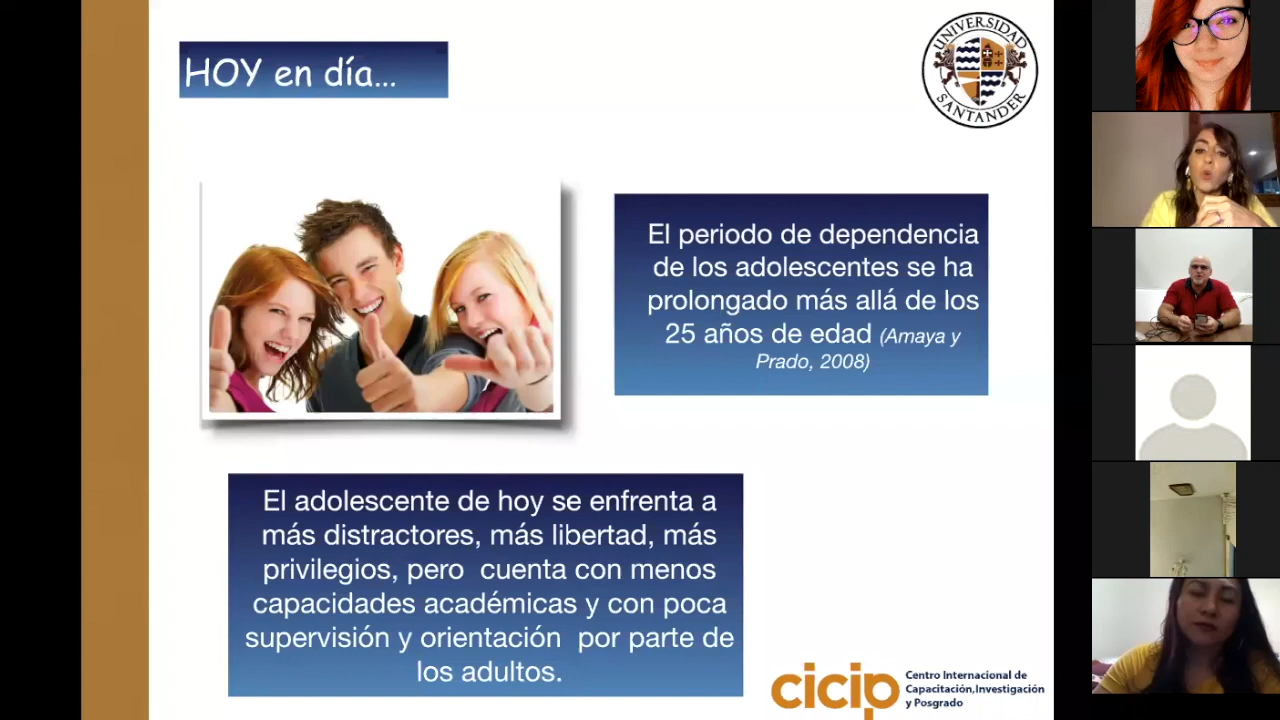 HOY en día...
UNIVERSIDAD
SANTANDER
El periodo de dependencia
de los adolescentes se ha
prolongado más allá de los
25 años de edad (Amaya y
Prado, 2008)
El adolescente de hoy se enfrenta a
más distractores, más libertad, más
privilegios, pero cuenta con menos
capacidades académicas y con poca
supervisión y orientación por parte de
los adultos.
cicip
Centro Internacional de
Capacitación,Investigación
y Posgrado